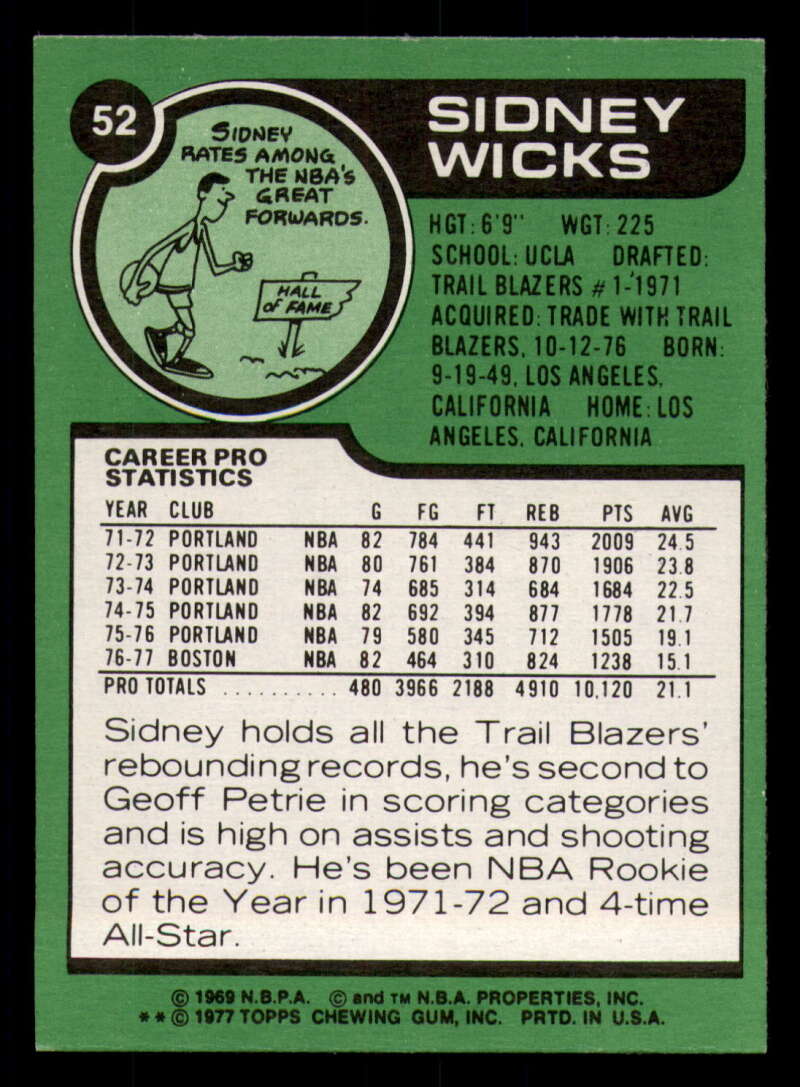 52
SIDNEY
RATES AMONG
THE NBA'S
GREAT
FORWARDS.
HALL
of FAME
SIDNEY
WICKS
HGT: 6'9" WGT: 225
SCHOOL: UCLA DRAFTED:
TRAIL BLAZERS #1-1971
ACQUIRED: TRADE WITH TRAIL
BLAZERS, 10-12-76 BORN:
9-19-49, LOS ANGELES,
CALIFORNIA HOME: LOS
ANGELES, CALIFORNIA
CAREER PRO
STATISTICS
YEAR CLUB G FG FT REB PTS AVG
71-72 PORTLAND NBA 82 784 441 943 2009 24.5
72-73 PORTLAND NBA 80 761 384 870 1906 23.8
73-74 PORTLAND NBA 74 685 314 684 1684 22.5
74-75 PORTLAND NBA 82 692 394 877 1778 21.7
75-76 PORTLAND NBA 79 580 345 712 1505 19.1
76-77 BOSTON NBA 82 464 310 824 1238 15.1
PRO TOTALS .......... 480 3966 2188 4910 10,120 21.1
Sidney holds all the Trail Blazers'
rebounding records, he's second to
Geoff Petrie in scoring categories
and is high on assists and shooting
accuracy. He's been NBA Rookie
of the Year in 1971-72 and 4-time
All-Star.
© 1969 N.B.P.A. © and TM N.B.A. PROPERTIES, INC.
**© 1977 TOPPS CHEWING GUM, INC. PRTD. IN U.S.A.